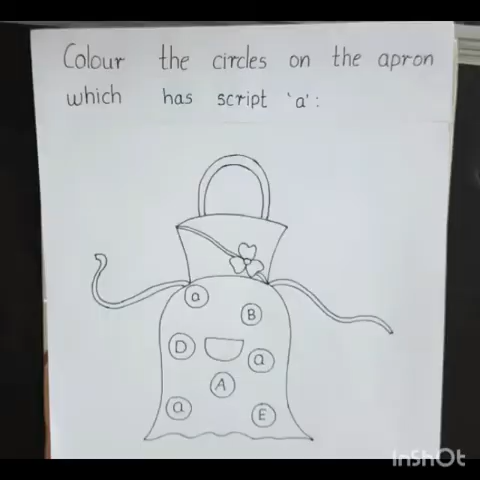 Colour the circles on the apron
which has script 'a':
a
B
D
a
A
a
E
InShOt